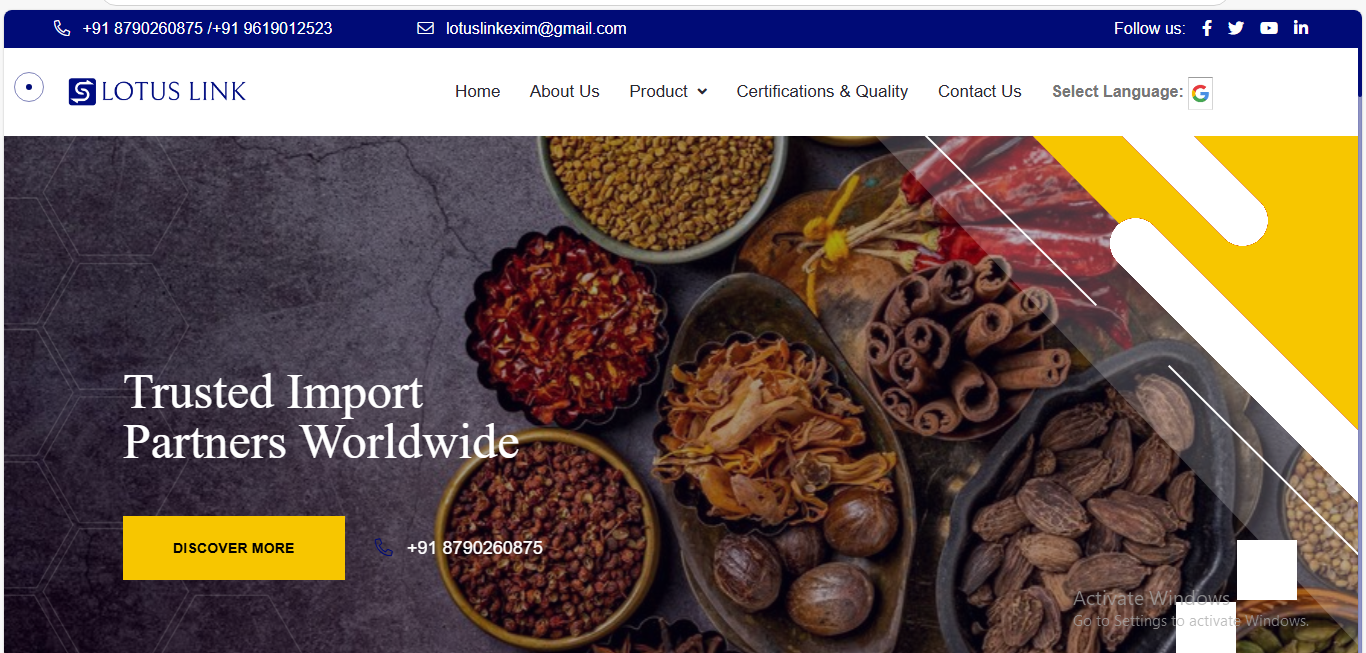 +91 8790260875 /+91 9619012523
lotuslinkexim@gmail.com
Follow us:
LOTUS LINK
Home
About Us
Product
Certifications & Quality
Contact Us
Select Language:
Trusted Import
Partners Worldwide
DISCOVER MORE
+91 8790260875
Activate Windows
Go to Settings to activate Windows.